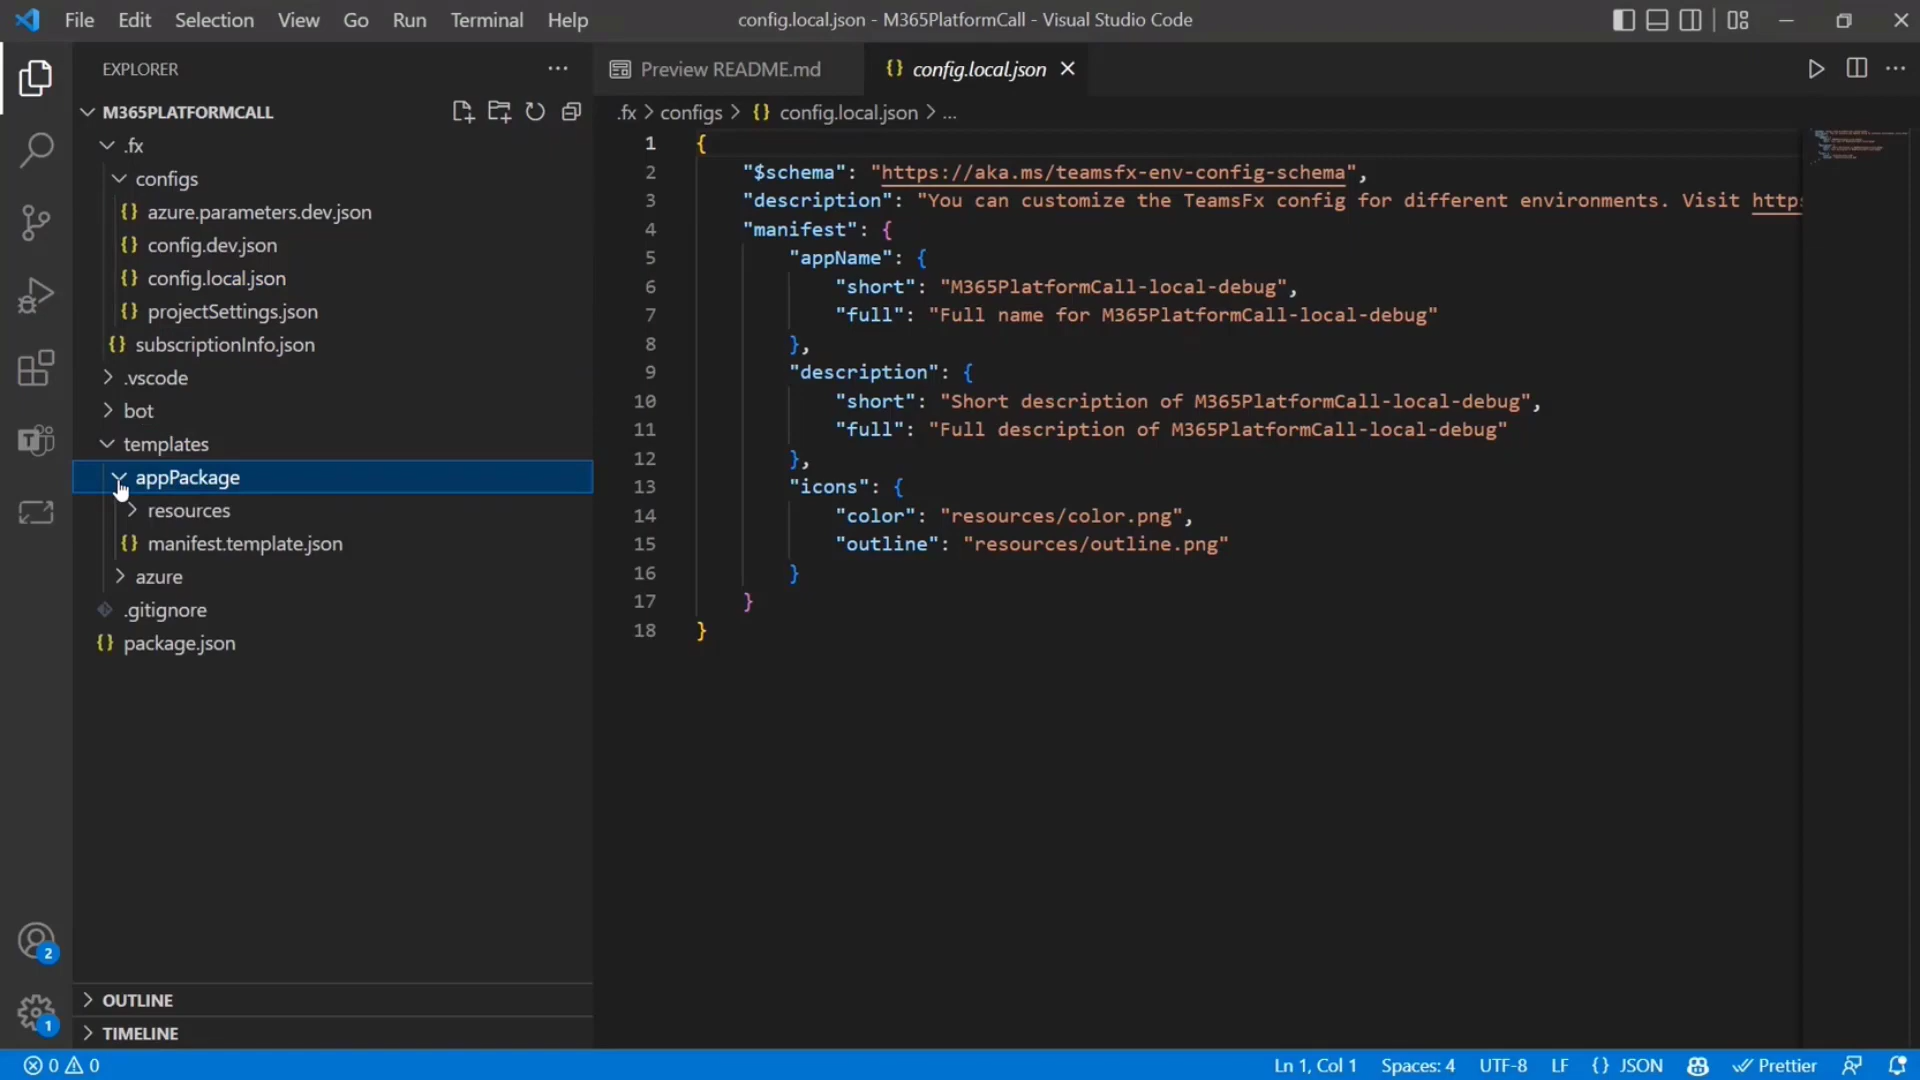 File Edit Selection View Go Run Terminal Help config.local.json - M365PlatformCall - Visual Studio Code
EXPLORER
Preview README.md
config.local.json
M365PLATFORMCALL
.fx
configs
azure.parameters.dev.json
config.dev.json
config.local.json
projectSettings.json
subscriptionInfo.json
.vscode
bot
templates
appPackage
resources
manifest.template.json
azure
.gitignore
package.json
OUTLINE
TIMELINE
2
1
.fx > configs > {} config.local.json > ...
1 {
2 "$schema": "https://aka.ms/teamsfx-env-config-schema",
3 "description": "You can customize the TeamsFx config for different environments. Visit http
4 "manifest": {
5 "appName": {
6 "short": "M365PlatformCall-local-debug",
7 "full": "Full name for M365PlatformCall-local-debug"
8 },
9 "description": {
10 "short": "Short description of M365PlatformCall-local-debug",
11 "full": "Full description of M365PlatformCall-local-debug"
12 },
13 "icons": {
14 "color": "resources/color.png",
15 "outline": "resources/outline.png"
16 }
17 }
18 }
0 0 Ln 1, Col 1 Spaces: 4 UTF-8 LF {} JSON Prettier